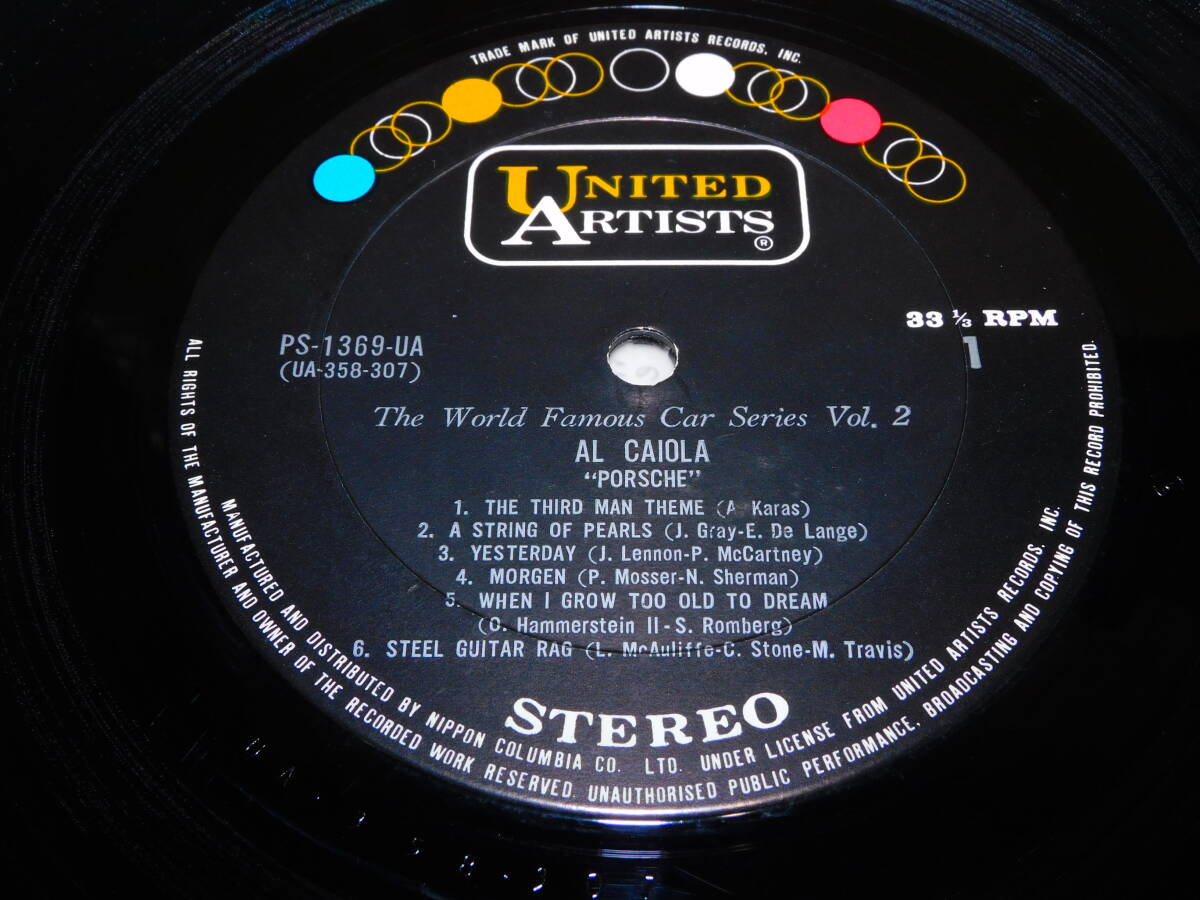 TRADE MARK OF UNITED ARTISTS RECORDS, INC.
UNITED
ARTISTS
®
33 ⅓ RPM
1
PS-1369-UA
(UA-358-307)
The World Famous Car Series Vol. 2
AL CAIOLA
“PORSCHE”
1. THE THIRD MAN THEME (A. Karas)
2. A STRING OF PEARLS (J. Gray-E. De Lange)
3. YESTERDAY (J. Lennon-P. McCartney)
4. MORGEN (P. Mosser-N. Sherman)
5. WHEN I GROW TOO OLD TO DREAM
(O. Hammerstein II-S. Romberg)
6. STEEL GUITAR RAG (L. McAuliffe-C. Stone-M. Travis)
STEREO
MANUFACTURED AND DISTRIBUTED BY NIPPON COLUMBIA CO. LTD. UNDER LICENSE FROM UNITED ARTISTS RECORDS, INC.
ALL RIGHTS OF THE MANUFACTURER AND OWNER OF THE RECORDED WORK RESERVED. UNAUTHORISED PUBLIC PERFORMANCE, BROADCASTING AND COPYING OF THIS RECORD PROHIBITED.